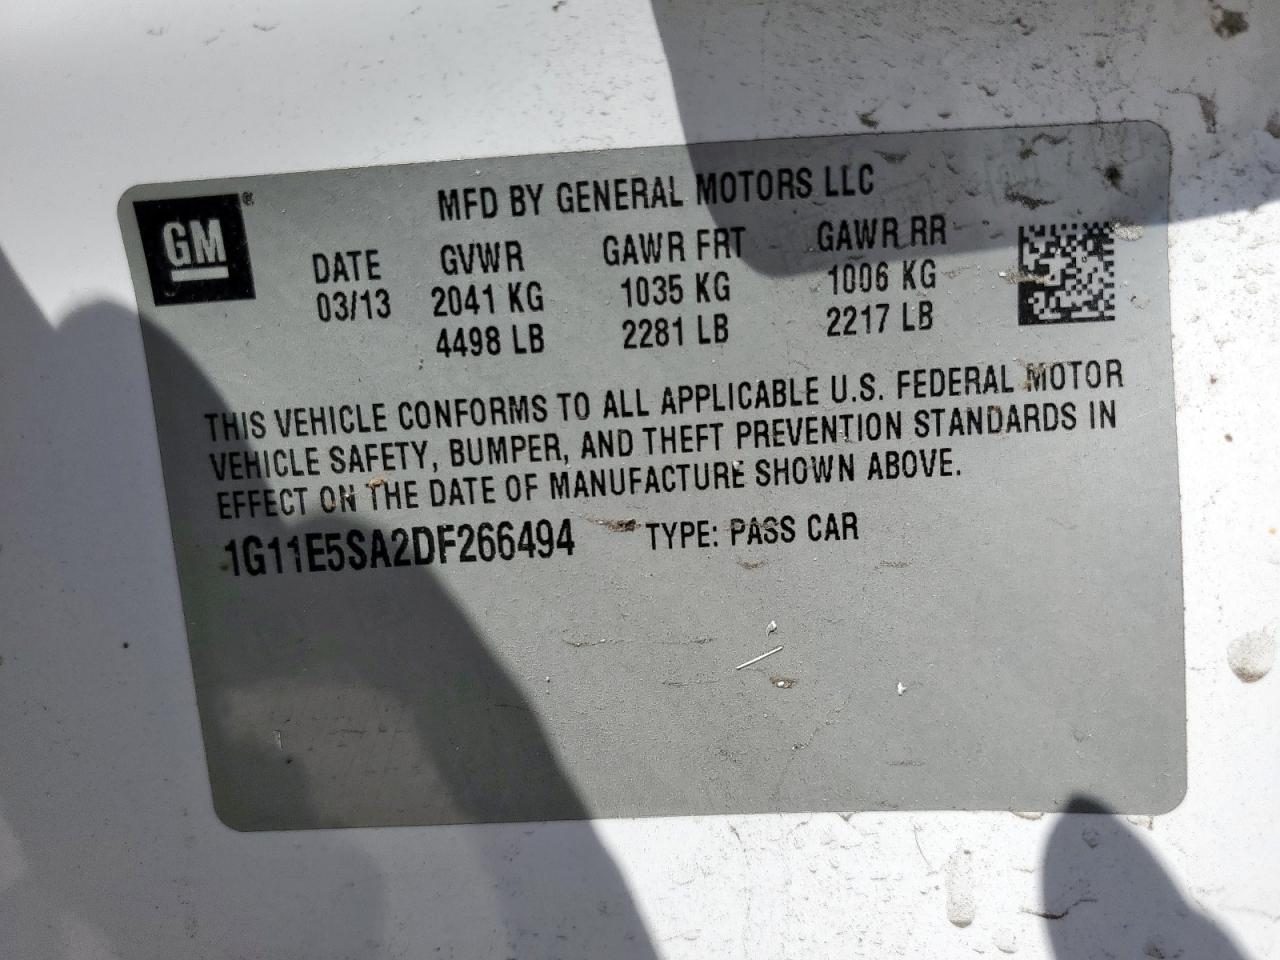 GM®
MFD BY GENERAL MOTORS LLC
DATE GVWR GAWR FRT GAWR RR
03/13 2041 KG 1035 KG 1006 KG
4498 LB 2281 LB 2217 LB
THIS VEHICLE CONFORMS TO ALL APPLICABLE U.S. FEDERAL MOTOR
VEHICLE SAFETY, BUMPER, AND THEFT PREVENTION STANDARDS IN
EFFECT ON THE DATE OF MANUFACTURE SHOWN ABOVE.
1G11E5SA2DF266494 TYPE: PASS CAR